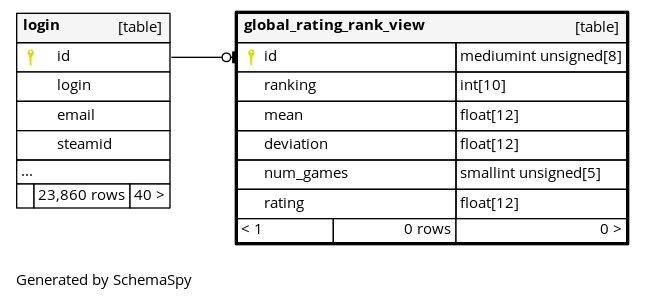 login [table]
id
login
email
steamid
...
23,860 rows 40 >
global_rating_rank_view [table]
id mediumint unsigned[8]
ranking int[10]
mean float[12]
deviation float[12]
num_games smallint unsigned[5]
rating float[12]
< 1 0 rows 0 >
Generated by SchemaSpy